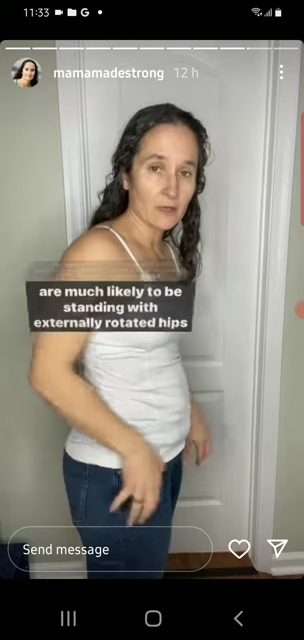 11:33
G
mamamadestrong 12 h
are much likely to be
standing with
externally rotated hips
Send message